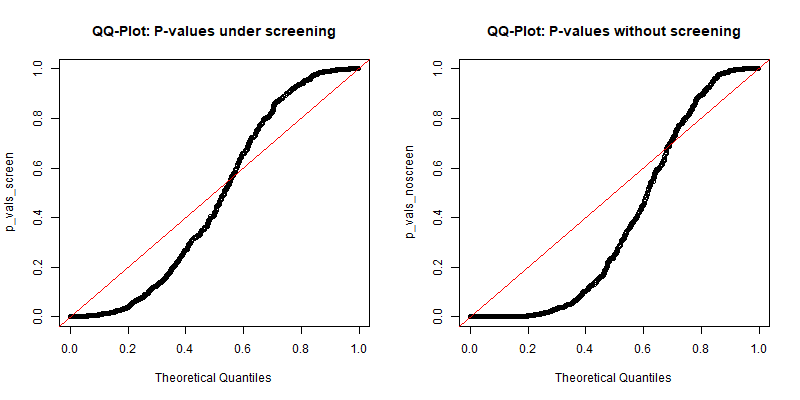 QQ-Plot: P-values under screening
p_vals_screen
1.0
0.8
0.6
0.4
0.2
0.0
0.0 0.2 0.4 0.6 0.8 1.0
Theoretical Quantiles
QQ-Plot: P-values without screening
p_vals_noscreen
1.0
0.8
0.6
0.4
0.2
0.0
0.0 0.2 0.4 0.6 0.8 1.0
Theoretical Quantiles